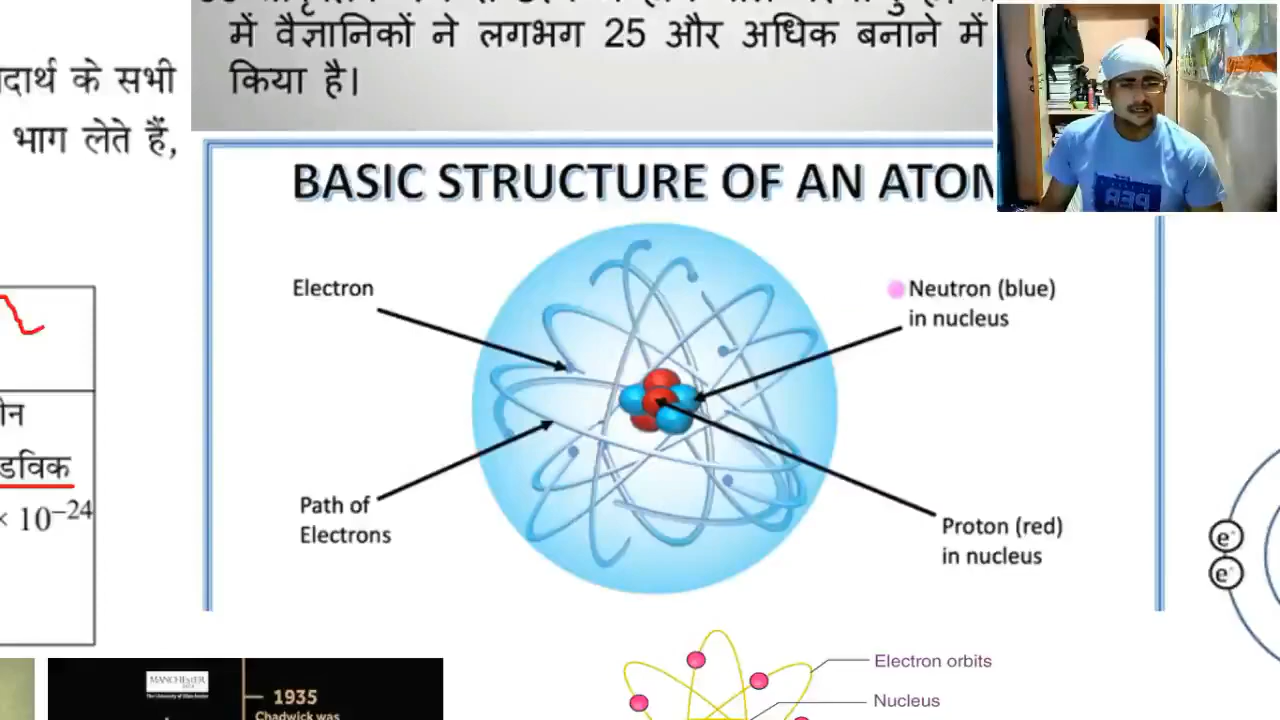 में वैज्ञानिकों ने लगभग 25 और अधिक बनाने में
किया है।
के सभी
भाग लेते हैं,
BASIC STRUCTURE OF AN ATOM
Electron
Neutron (blue)
in nucleus
Path of
Electrons
Proton (red)
in nucleus
× 10⁻²⁴
e⁻
e⁻
MANCHESTER
1935
Chadwick was
Electron orbits
Nucleus